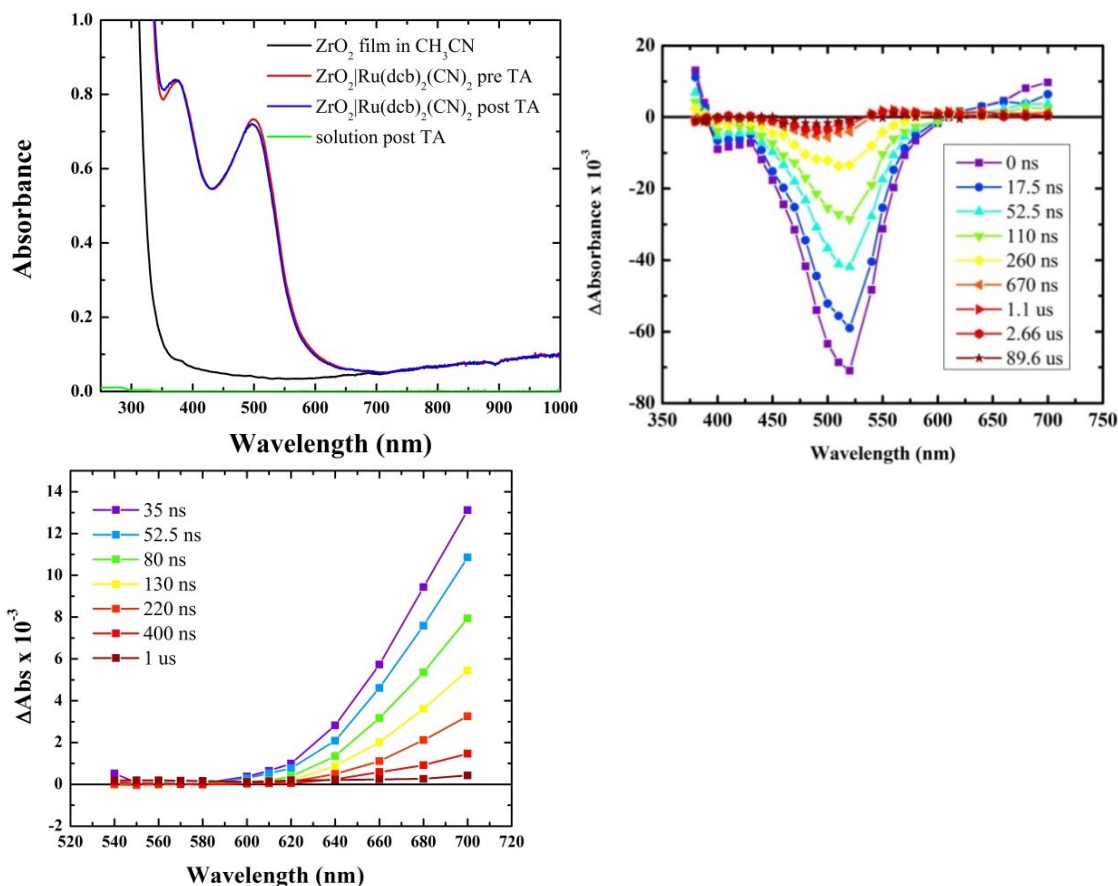 1.0
0.8
0.6
0.4
0.2
0.0
Absorbance
ZrO2 film in CH3CN
ZrO2|Ru(dcb)2(CN)2 pre TA
ZrO2|Ru(dcb)2(CN)2 post TA
solution post TA
300 400 500 600 700 800 900 1000
Wavelength (nm)
20
0
-20
-40
-60
-80
ΔAbsorbance x 10-3
0 ns
17.5 ns
52.5 ns
110 ns
260 ns
670 ns
1.1 us
2.66 us
89.6 us
350 400 450 500 550 600 650 700 750
Wavelength (nm)
14
12
10
8
6
4
2
0
-2
ΔAbs x 10-3
35 ns
52.5 ns
80 ns
130 ns
220 ns
400 ns
1 us
520 540 560 580 600 620 640 660 680 700 720
Wavelength (nm)